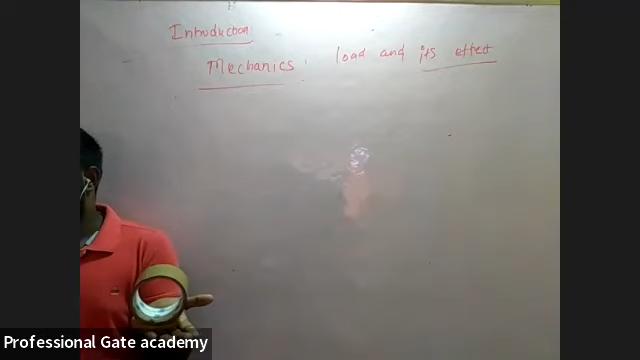 Introduction
Mechanics : load and its effect
Professional Gate academy